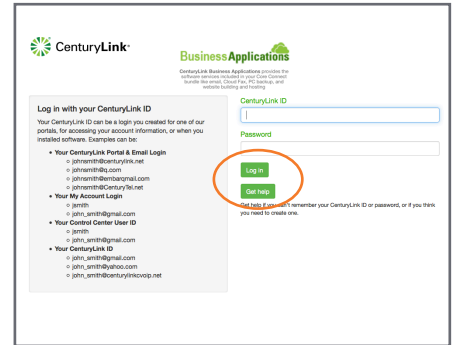 CenturyLink®
Business Applications
CenturyLink Business Applications provides the
software services included in your Core Connect
bundle like email, Cloud Fax, PC backup, and
website building and hosting.
Log in with your CenturyLink ID
Your CenturyLink ID can be a login you created for one of our
portals, for accessing your account information, or when you
installed software. Examples can be:
• Your CenturyLink Portal & Email Login
○ johnsmith@centurylink.net
○ johnsmith@q.com
○ johnsmith@embarqmail.com
○ johnsmith@CenturyTel.net
• Your My Account Login
○ jsmith
○ john_smith@gmail.com
• Your Control Center User ID
○ jsmith
○ john_smith@gmail.com
• Your CenturyLink ID
○ john_smith@gmail.com
○ john_smith@yahoo.com
○ john_smith@centurylinkcvoip.net
CenturyLink ID
Password
Log in
Get help
Get help if you can't remember your CenturyLink ID or password, or if you think
you need to create one.